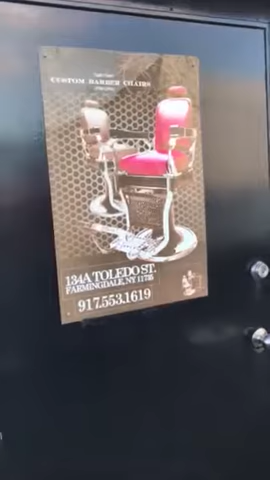 CUSTOM BARBER CHAIRS
134A TOLEDO ST.
FARMINGDALE, NY 11735
917.553.1619